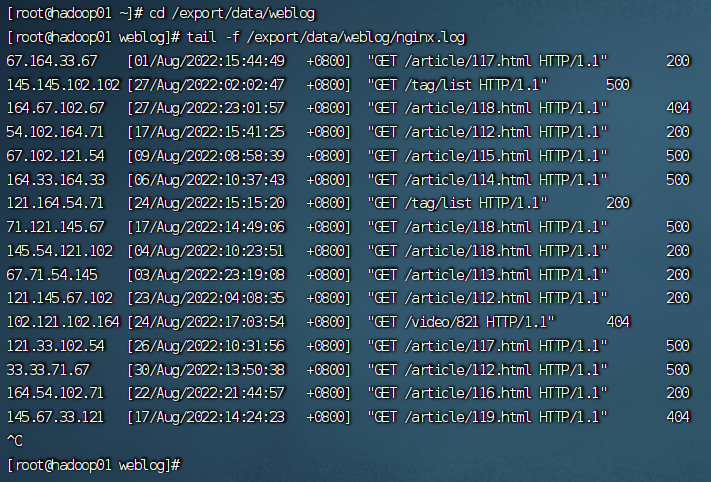 [root@hadoop01 ~]# cd /export/data/weblog
[root@hadoop01 weblog]# tail -f /export/data/weblog/nginx.log
67.164.33.67 [01/Aug/2022:15:44:49 +0800] "GET /article/117.html HTTP/1.1" 200
145.145.102.102 [27/Aug/2022:02:02:47 +0800] "GET /tag/list HTTP/1.1" 500
164.67.102.67 [27/Aug/2022:23:01:57 +0800] "GET /article/118.html HTTP/1.1" 404
54.102.164.71 [17/Aug/2022:15:41:25 +0800] "GET /article/112.html HTTP/1.1" 200
67.102.121.54 [09/Aug/2022:08:58:39 +0800] "GET /article/115.html HTTP/1.1" 500
164.33.164.33 [06/Aug/2022:10:37:43 +0800] "GET /article/114.html HTTP/1.1" 500
121.164.54.71 [24/Aug/2022:15:15:20 +0800] "GET /tag/list HTTP/1.1" 200
71.121.145.67 [17/Aug/2022:14:49:06 +0800] "GET /article/118.html HTTP/1.1" 500
145.54.121.102 [04/Aug/2022:10:23:51 +0800] "GET /article/118.html HTTP/1.1" 200
67.71.54.145 [03/Aug/2022:23:19:08 +0800] "GET /article/113.html HTTP/1.1" 200
121.145.67.102 [23/Aug/2022:04:08:35 +0800] "GET /article/112.html HTTP/1.1" 200
102.121.102.164 [24/Aug/2022:17:03:54 +0800] "GET /video/821 HTTP/1.1" 404
121.33.102.54 [26/Aug/2022:10:31:56 +0800] "GET /article/117.html HTTP/1.1" 500
33.33.71.67 [30/Aug/2022:13:50:38 +0800] "GET /article/112.html HTTP/1.1" 500
164.54.102.71 [22/Aug/2022:21:44:57 +0800] "GET /article/116.html HTTP/1.1" 200
145.67.33.121 [17/Aug/2022:14:24:23 +0800] "GET /article/119.html HTTP/1.1" 404
^C
[root@hadoop01 weblog]#